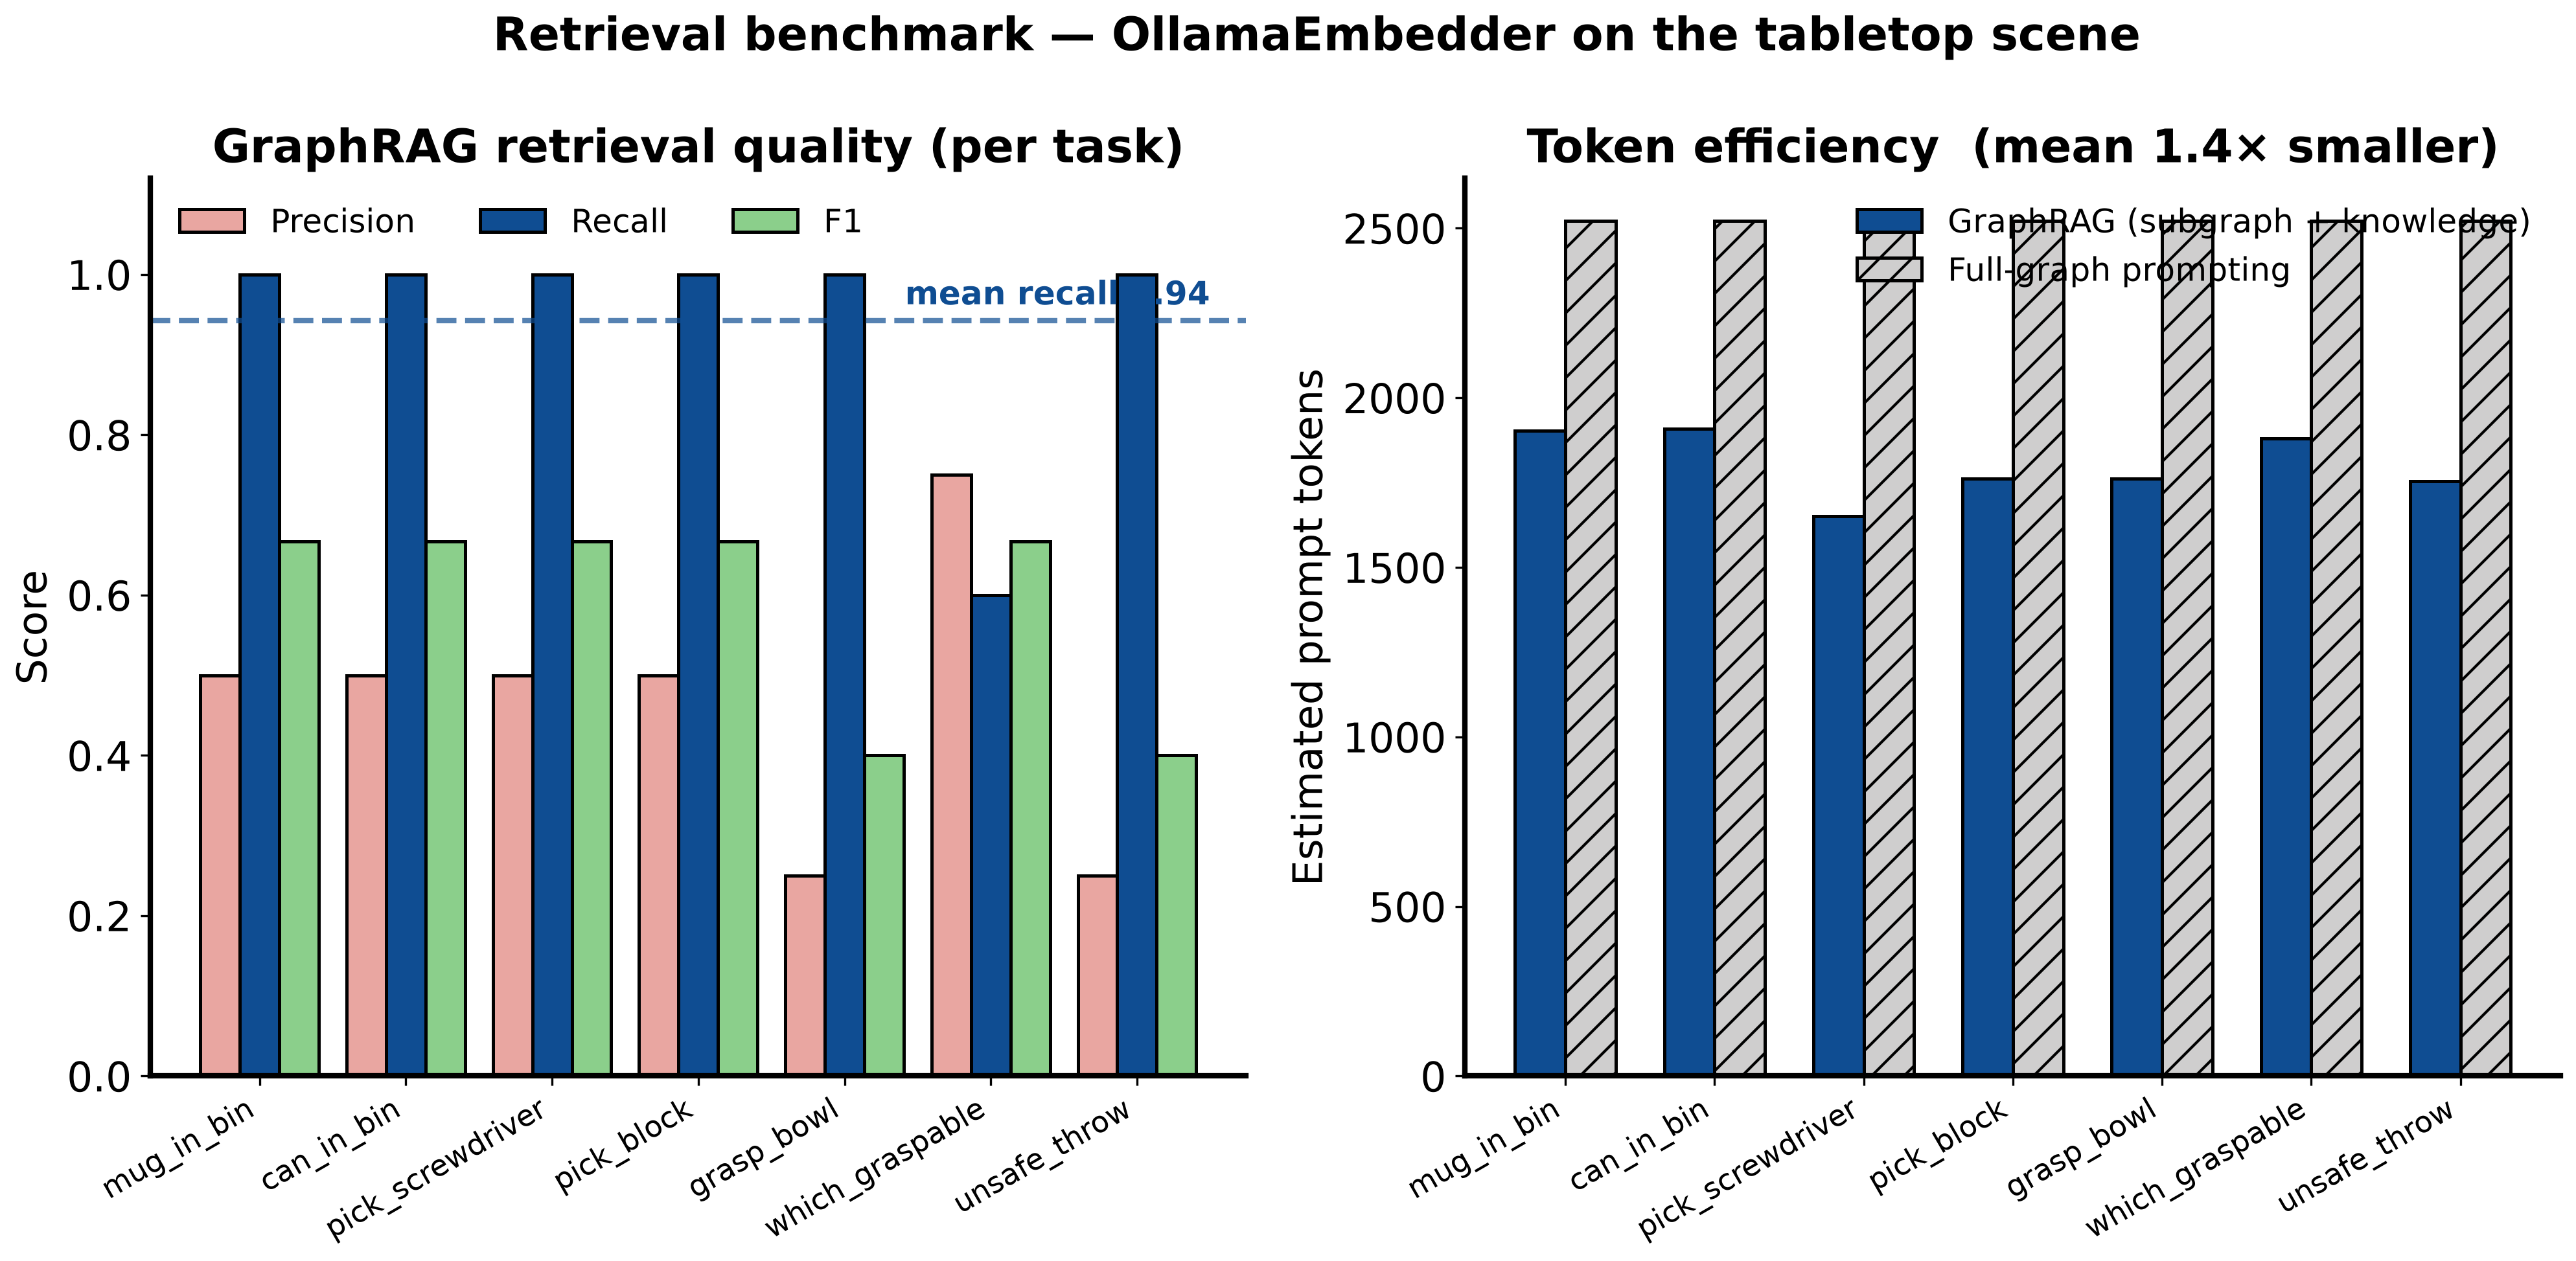 Retrieval benchmark — OllamaEmbedder on the tabletop scene
GraphRAG retrieval quality (per task)
Precision
Recall
F1
mean recall .94
Score
1.0
0.8
0.6
0.4
0.2
0.0
mug_in_bin
can_in_bin
pick_screwdriver
pick_block
grasp_bowl
which_graspable
unsafe_throw
Token efficiency (mean 1.4× smaller)
GraphRAG (subgraph + knowledge)
Full-graph prompting
Estimated prompt tokens
2500
2000
1500
1000
500
0
mug_in_bin
can_in_bin
pick_screwdriver
pick_block
grasp_bowl
which_graspable
unsafe_throw